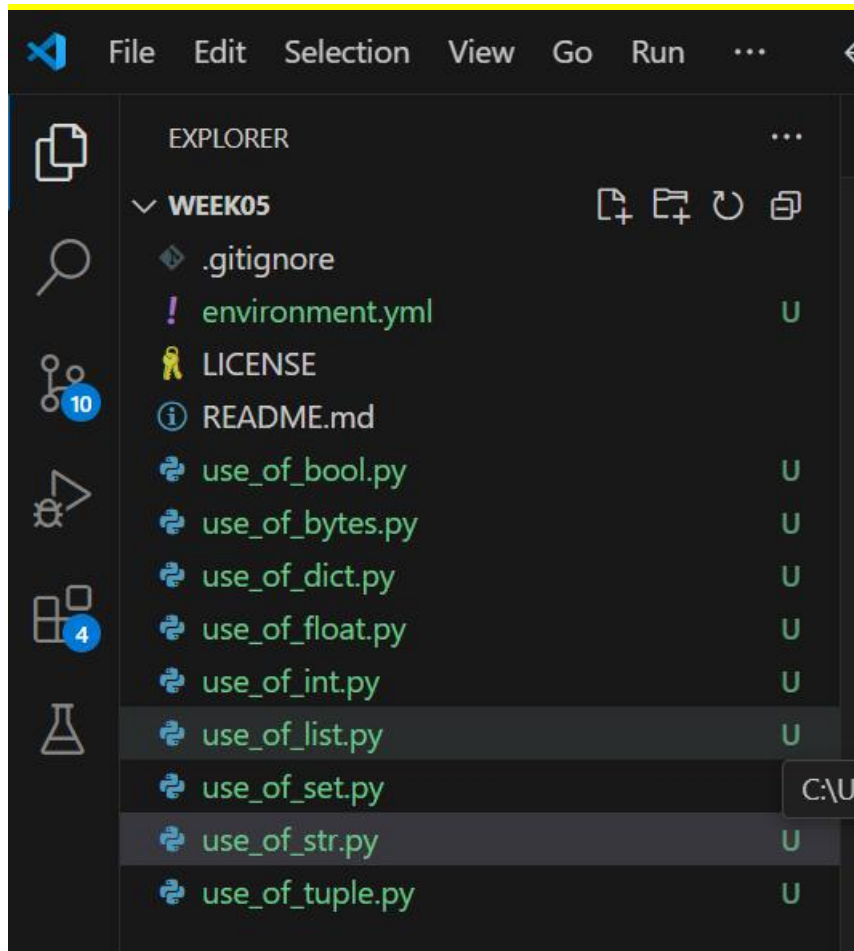 File Edit Selection View Go Run ...
EXPLORER ...
WEEK05
.gitignore
! environment.yml U
LICENSE
README.md
10
use_of_bool.py U
use_of_bytes.py U
use_of_dict.py U
use_of_float.py U
4
use_of_int.py U
use_of_list.py U
use_of_set.py
C:\U
use_of_str.py U
use_of_tuple.py U